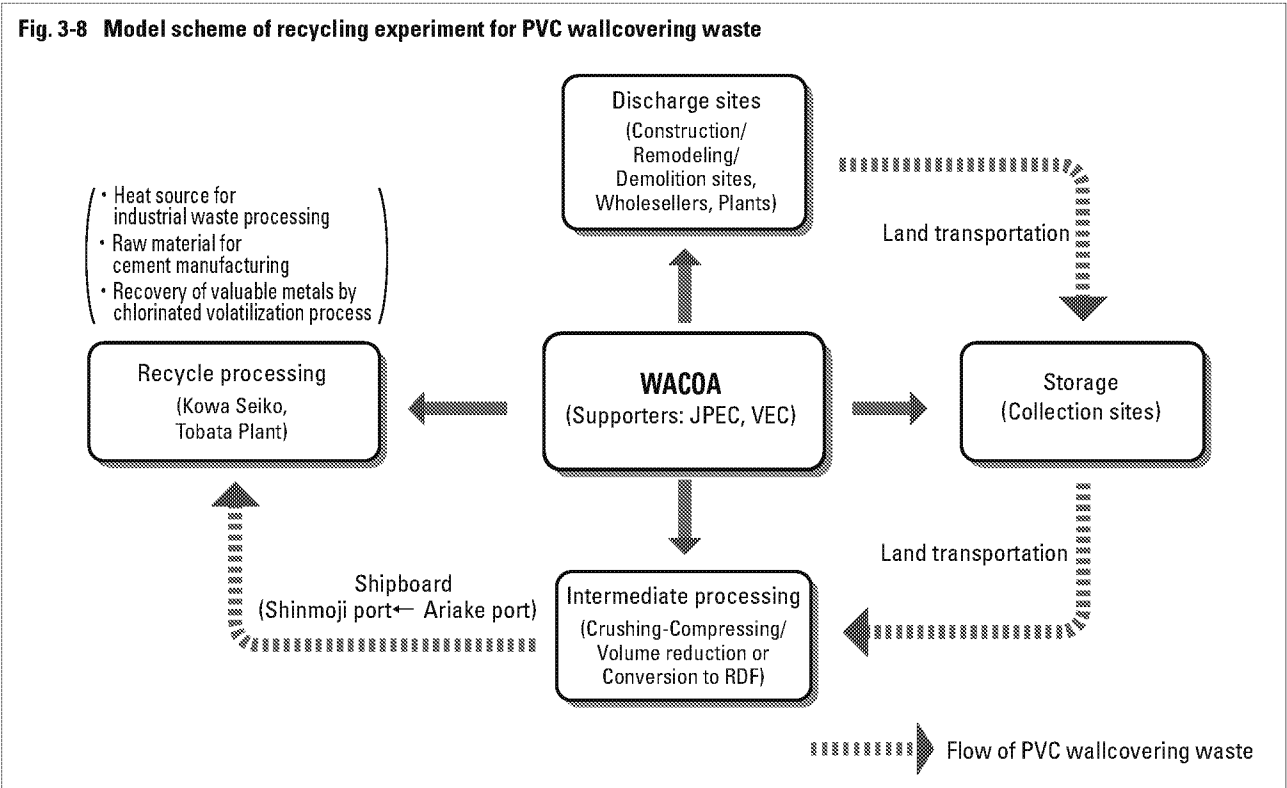 Fig. 3-8 Model scheme of recycling experiment for PVC wallcovering waste
Discharge sites
(Construction/
Remodeling/
Demolition sites,
Wholesellers, Plants)
Land transportation
• Heat source for
industrial waste processing
• Raw material for
cement manufacturing
• Recovery of valuable metals by
chlorinated volatilization process
Recycle processing
(Kowa Seiko,
Tobata Plant)
WACOA
(Supporters: JPEC, VEC)
Storage
(Collection sites)
Land transportation
Shipboard
(Shinmoji port← Ariake port)
Intermediate processing
(Crushing-Compressing/
Volume reduction or
Conversion to RDF)
Flow of PVC wallcovering waste